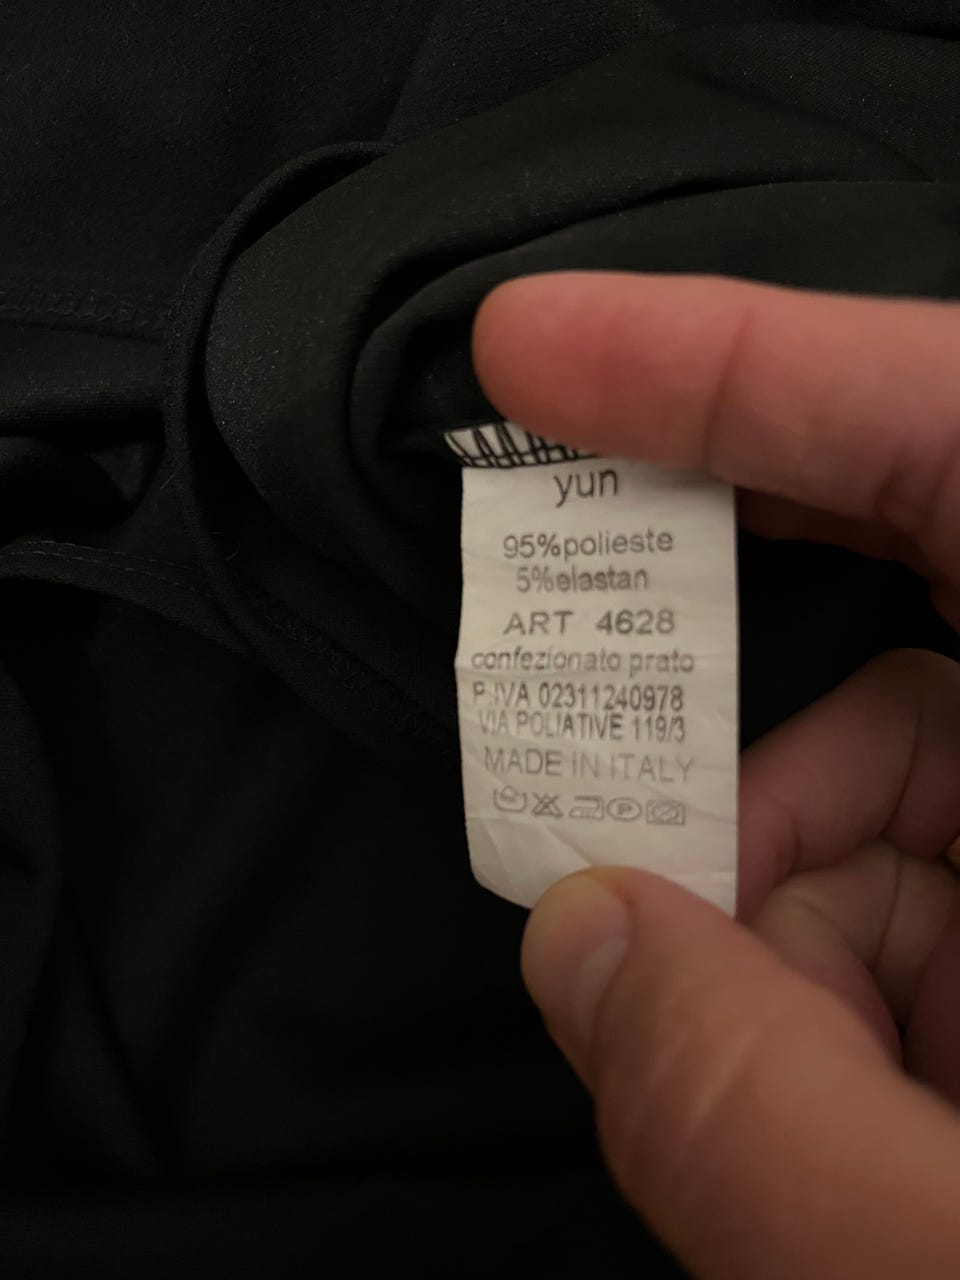 yun
95%polieste
5%elastan
ART 4628
confezionato prato
P.IVA 02311240978
VIA POLIATIVE 119/3
MADE IN ITALY
P